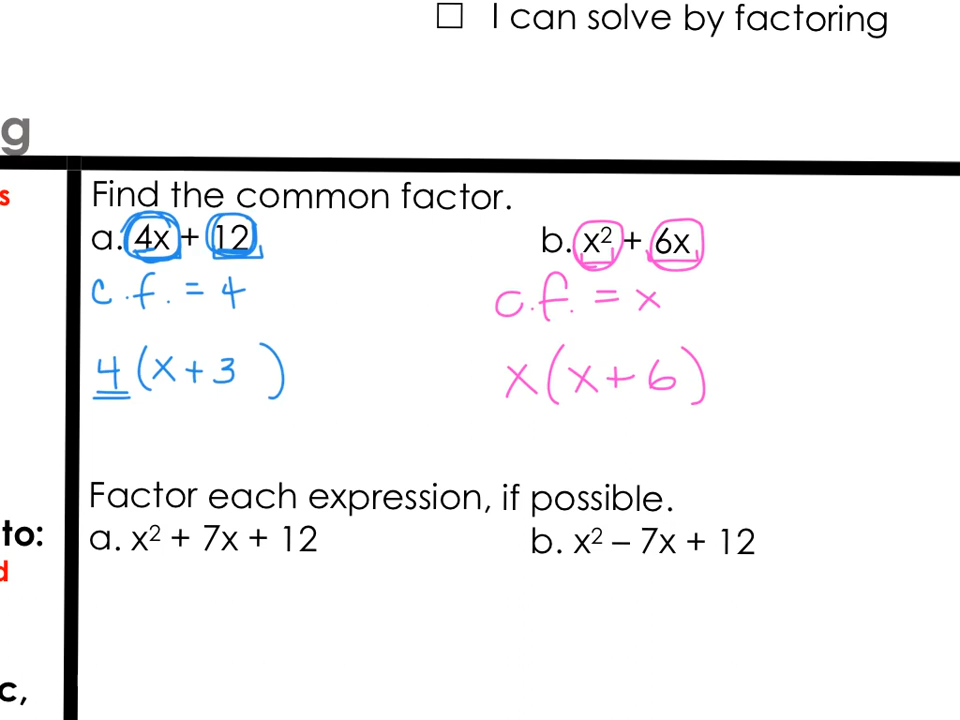 ☐ I can solve by factoring
g
s
Find the common factor.
a. 4x + 12 b. x² + 6x
c.f. = 4 c.f. = x
4(x+3 ) x(x+6)
Factor each expression, if possible.
to: a. x² + 7x + 12 b. x² – 7x + 12
d
c,